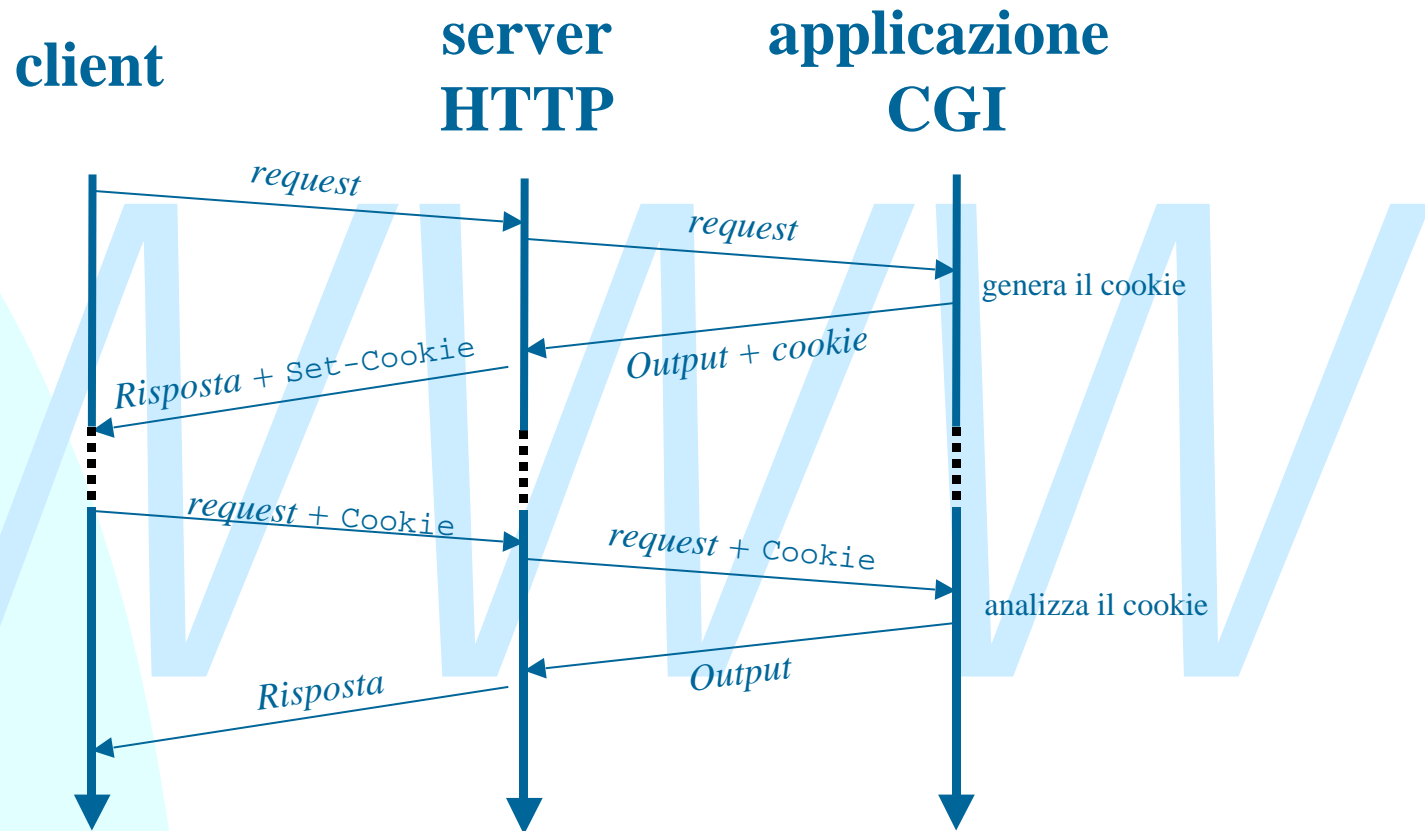 client
server
HTTP
applicazione
CGI
request
request
genera il cookie
Output + cookie
Risposta + Set-Cookie
request + Cookie
request + Cookie
analizza il cookie
Output
Risposta
WWW